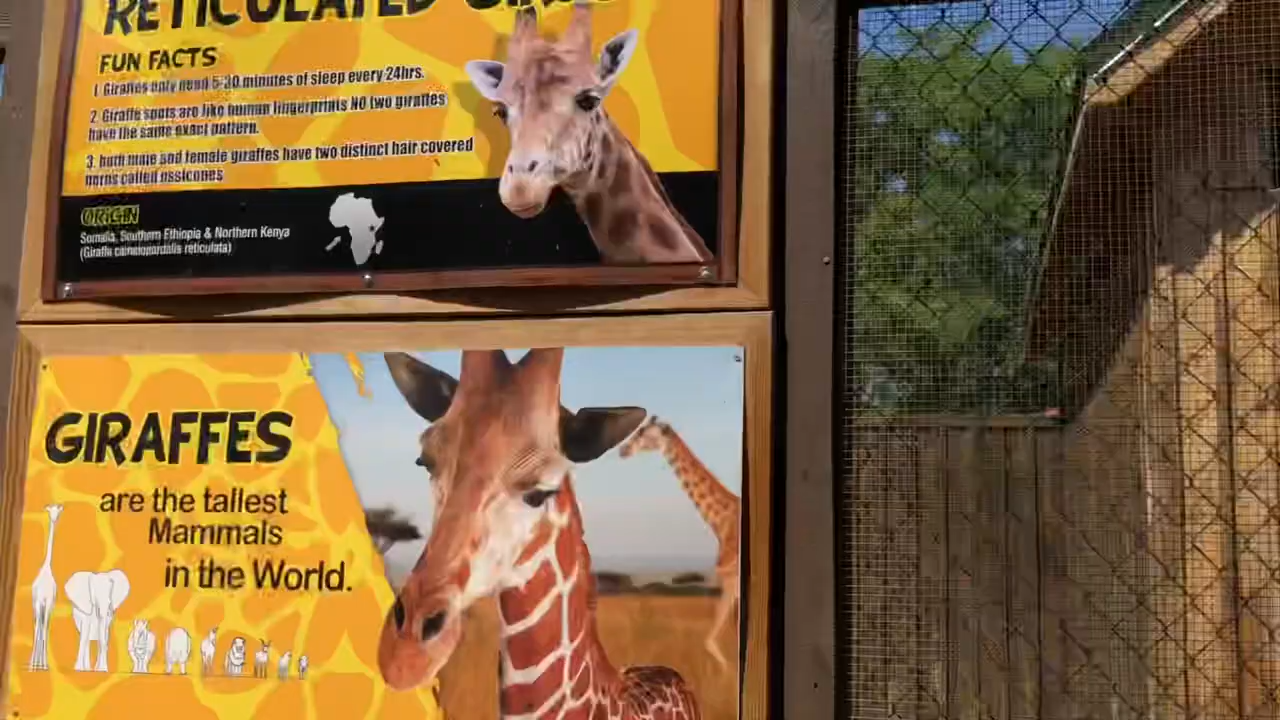 RETICULATED
FUN FACTS
1. Giraffes only need 5-30 minutes of sleep every 24hrs.
2. Giraffe spots are like human fingerprints NO two giraffes
have the same exact pattern.
3. both male and female giraffes have two distinct hair covered
horns called ossicones
ORIGIN
Somalia, Southern Ethiopia & Northern Kenya
(Giraffa camelopardalis reticulata)
GIRAFFES
are the tallest
Mammals
in the World.